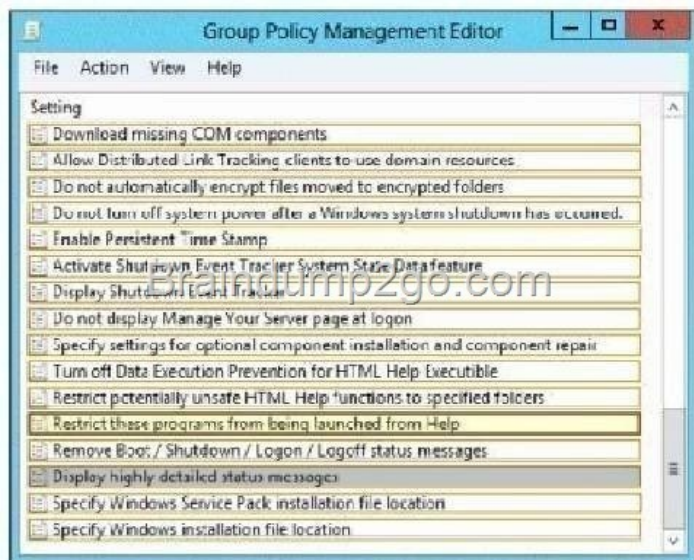 Group Policy Management Editor
File Action View Help
Setting
Download missing COM components
Allow Distributed Link Tracking clients to use domain resources
Do not automatically encrypt files moved to encrypted folders
Do not turn off system power after a Windows system shutdown has occurred.
Enable Persistent Time Stamp
Activate Shutdown Event Tracker System State Data feature
Braindump2go.com
Display Shutdown Event Tracker
Do not display Manage Your Server page at logon
Specify settings for optional component installation and component repair
Turn off Data Execution Prevention for HTML Help Executible
Restrict potentially unsafe HTML Help functions to specified folders
Restrict these programs from being launched from Help
Remove Boot / Shutdown / Logon / Logoff status messages
Display highly detailed status messages
Specify Windows Service Pack installation file location
Specify Windows installation file location